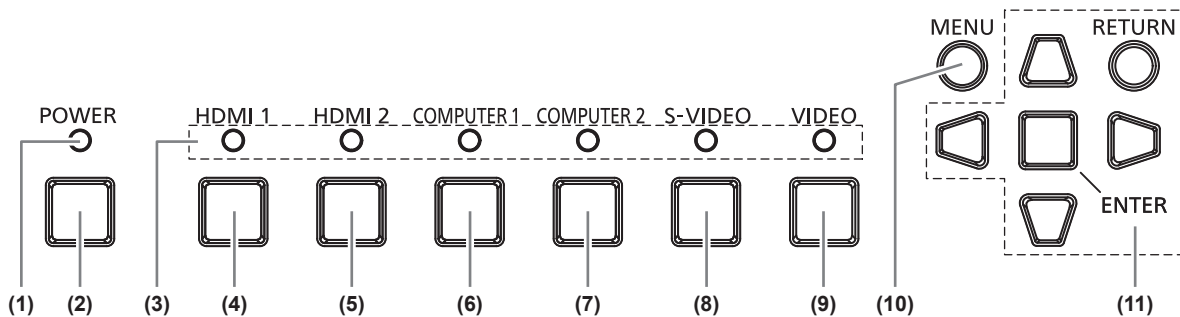 MENU RETURN
POWER HDMI 1 HDMI 2 COMPUTER 1 COMPUTER 2 S-VIDEO VIDEO
ENTER
(1) (2) (3) (4) (5) (6) (7) (8) (9) (10) (11)